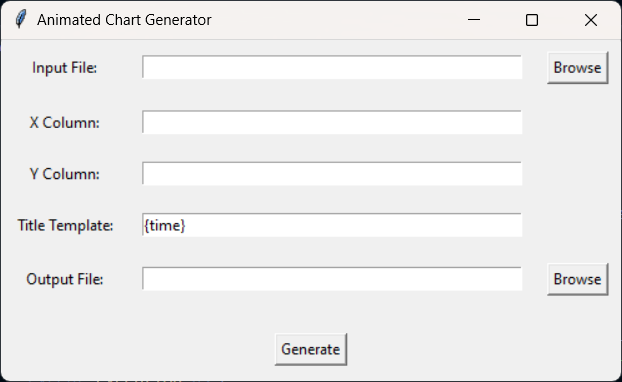 Animated Chart Generator
Input File:
Browse
X Column:
Y Column:
Title Template:
{time}
Output File:
Browse
Generate